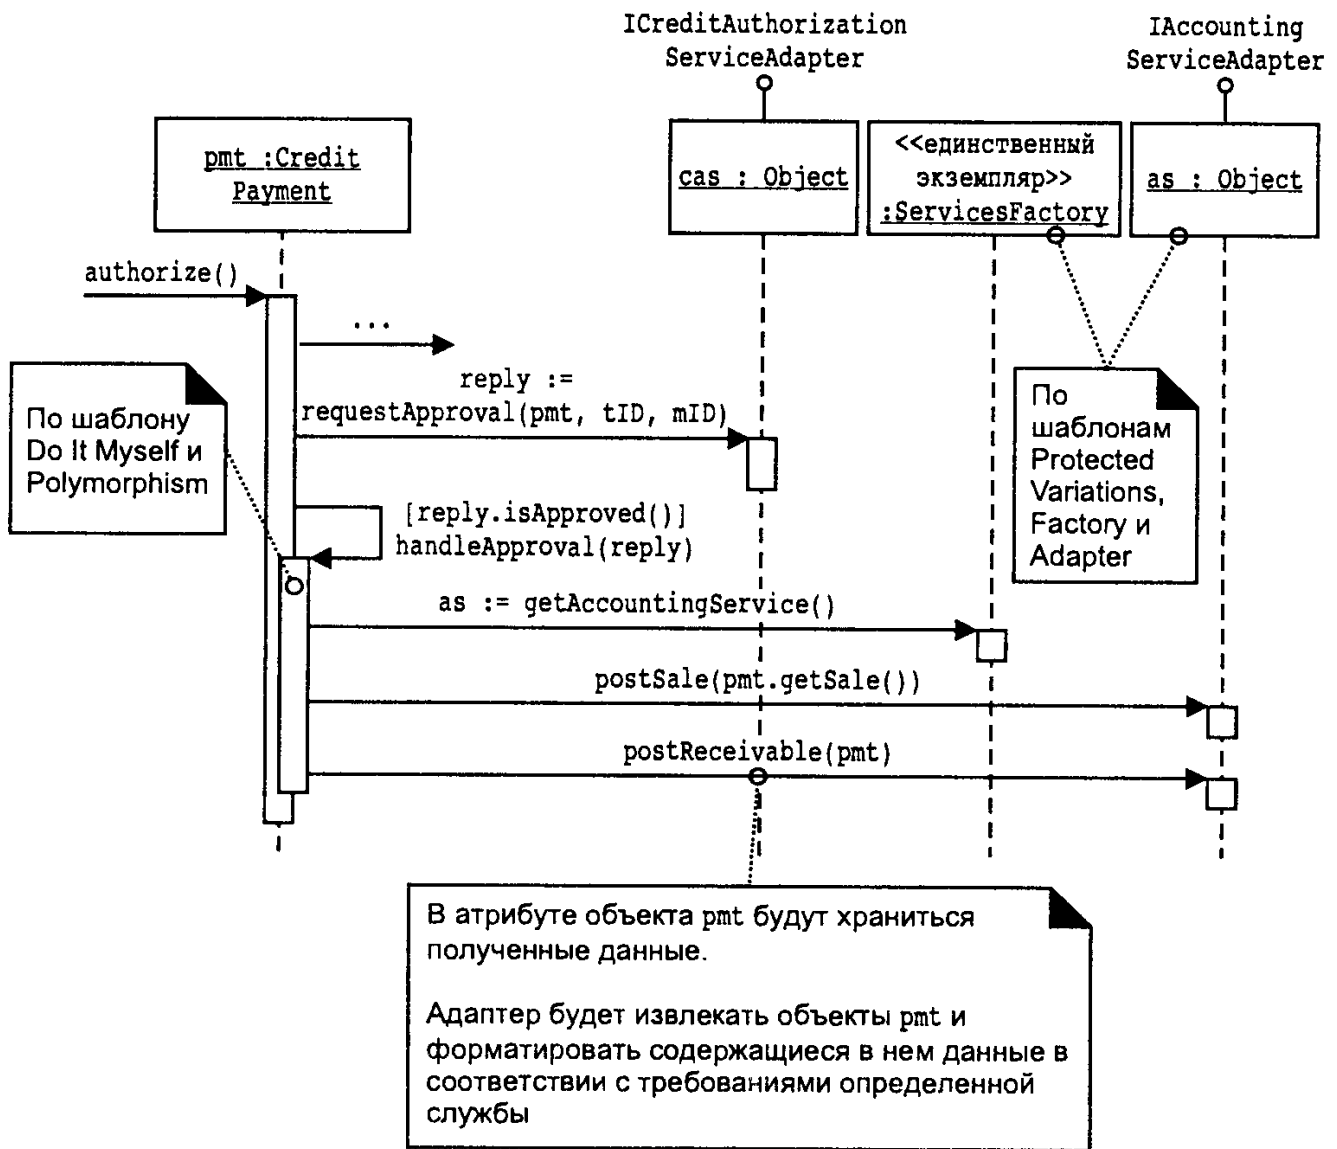 ICreditAuthorization
ServiceAdapter
IAccounting
ServiceAdapter
pmt :Credit
Payment
cas : Object
<<единственный
экземпляр>>
:ServicesFactory
as : Object
authorize()
...
reply :=
requestApproval(pmt, tID, mID)
По шаблону
Do It Myself и
Polymorphism
По
шаблонам
Protected
Variations,
Factory и
Adapter
[reply.isApproved()]
handleApproval(reply)
as := getAccountingService()
postSale(pmt.getSale())
postReceivable(pmt)
В атрибуте объекта pmt будут храниться
полученные данные.
Адаптер будет извлекать объекты pmt и
форматировать содержащиеся в нем данные в
соответствии с требованиями определенной
службы